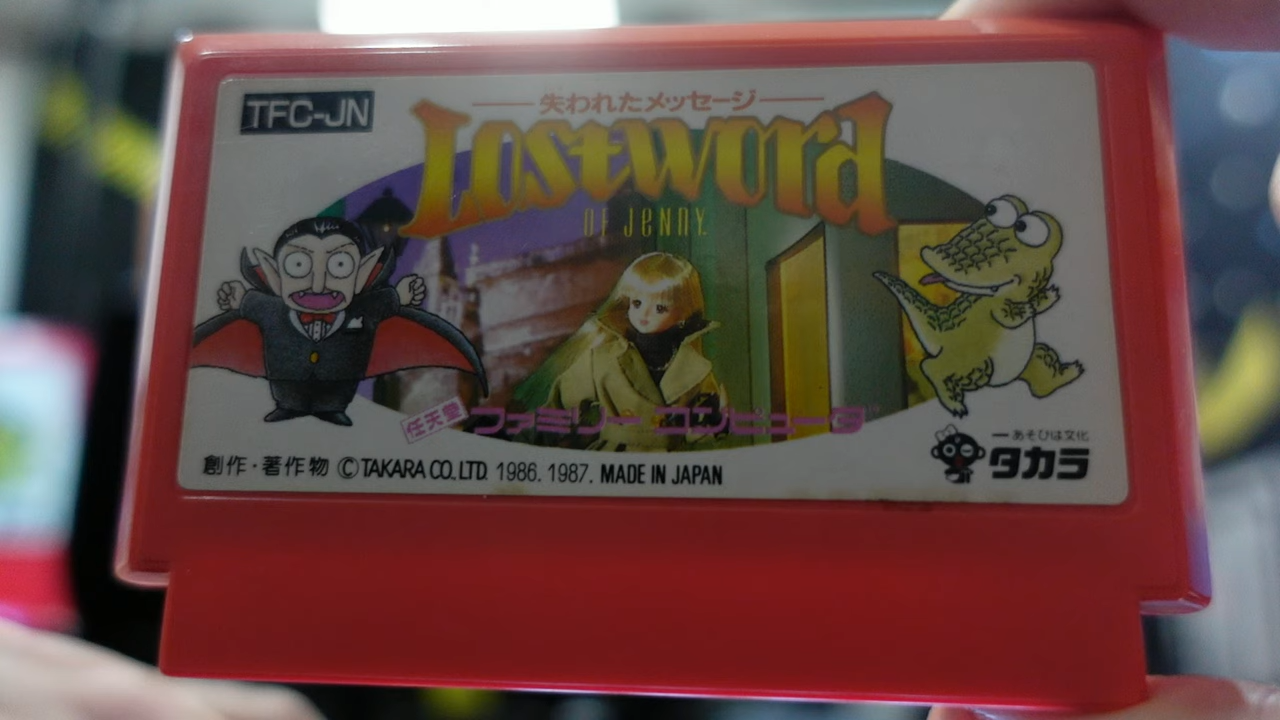 TFC-JN
失われたメッセージ
Lostword
OF JENNY.
任天堂 ファミリー コンピュータ
創作・著作物 ©TAKARA CO.,LTD. 1986.1987. MADE IN JAPAN
あそびは文化
タカラ